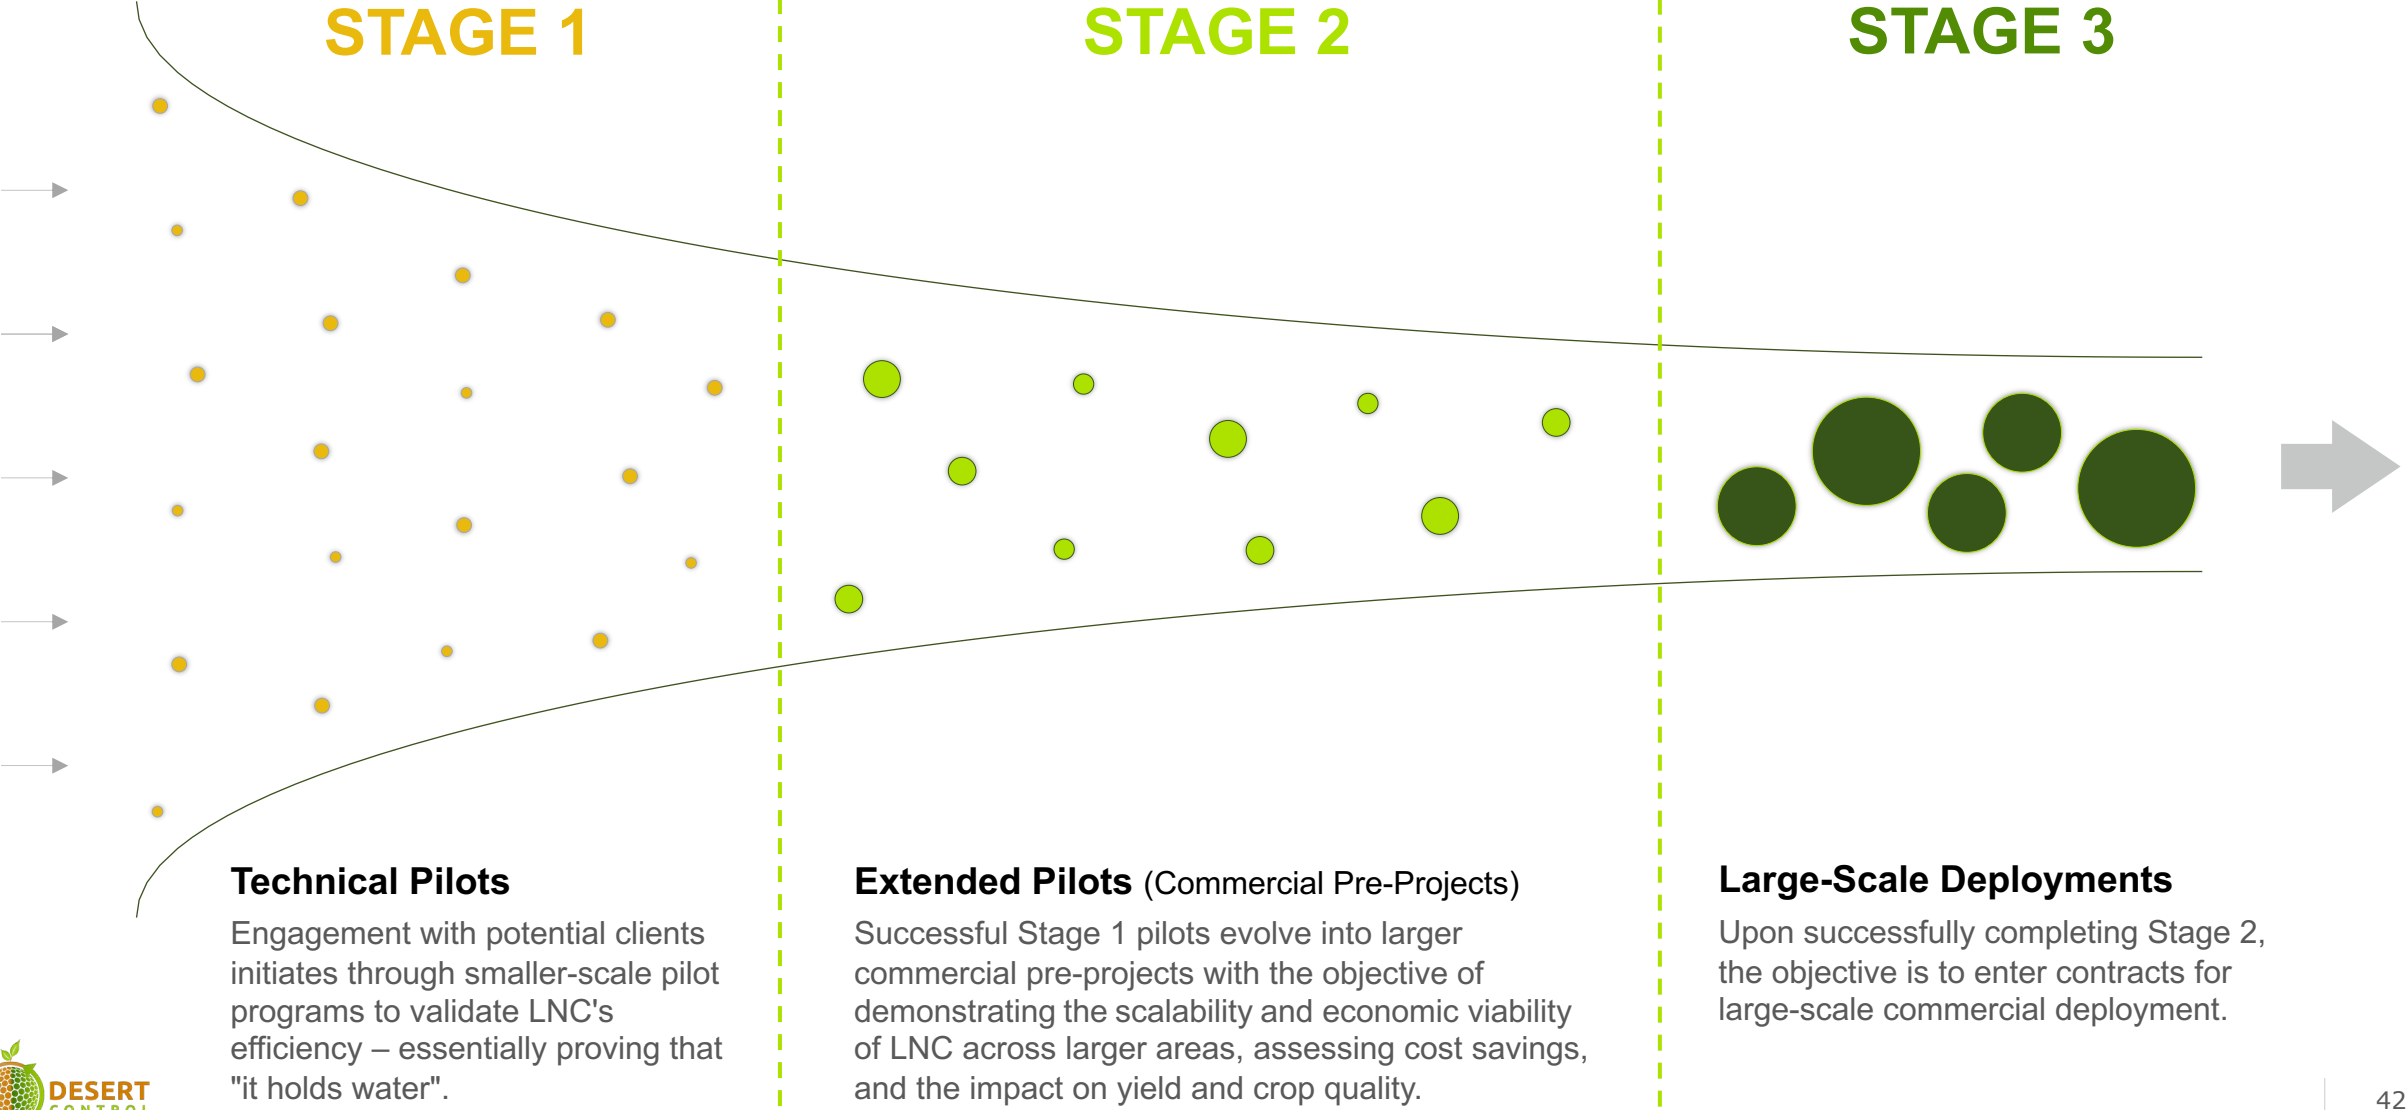 STAGE 1
STAGE 2
STAGE 3
Technical Pilots
Engagement with potential clients
initiates through smaller-scale pilot
programs to validate LNC's
efficiency – essentially proving that
"it holds water".
Extended Pilots (Commercial Pre-Projects)
Successful Stage 1 pilots evolve into larger
commercial pre-projects with the objective of
demonstrating the scalability and economic viability
of LNC across larger areas, assessing cost savings,
and the impact on yield and crop quality.
Large-Scale Deployments
Upon successfully completing Stage 2,
the objective is to enter contracts for
large-scale commercial deployment.
DESERT
CONTROL
42